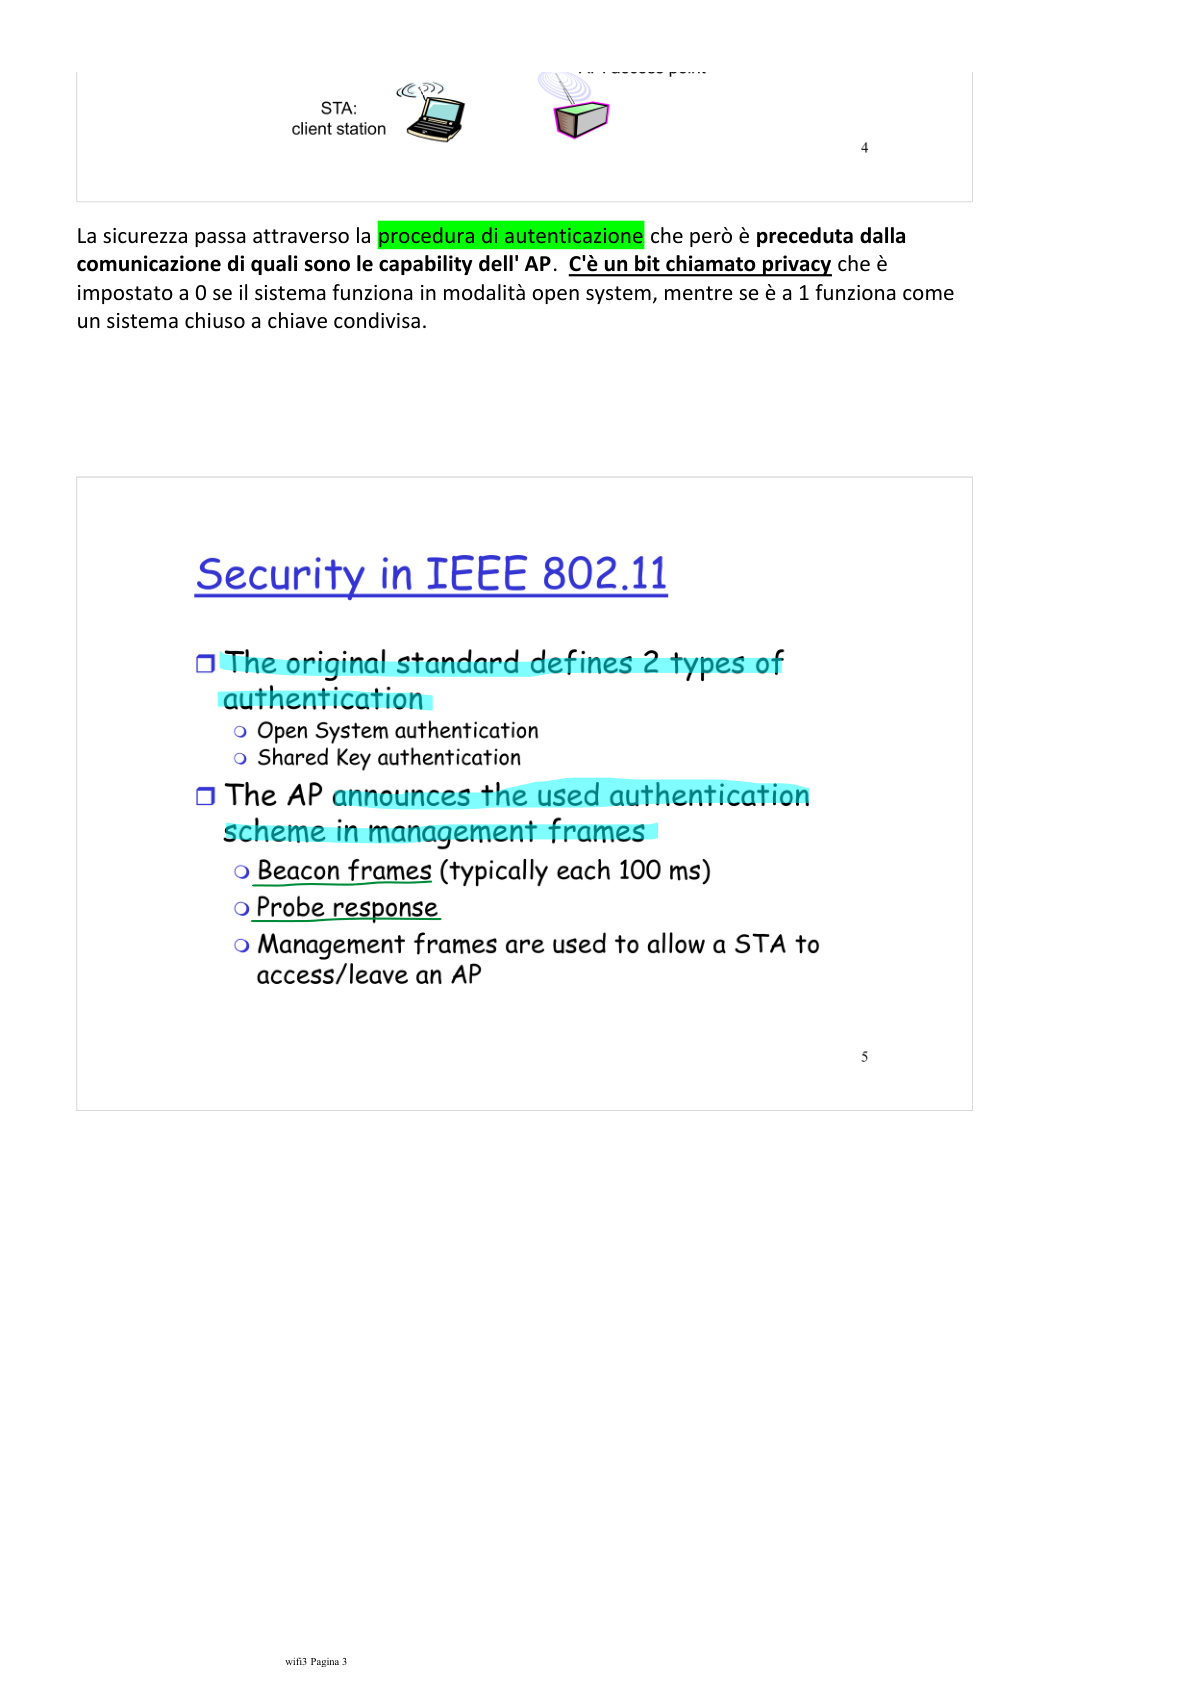 STA:
client station
4
La sicurezza passa attraverso la procedura di autenticazione che però è preceduta dalla
comunicazione di quali sono le capability dell' AP.  C'è un bit chiamato privacy che è
impostato a 0 se il sistema funziona in modalità open system, mentre se è a 1 funziona come
un sistema chiuso a chiave condivisa.
Security in IEEE 802.11
The original standard defines 2 types of
authentication
Open System authentication
Shared Key authentication
The AP announces the used authentication
scheme in management frames
Beacon frames (typically each 100 ms)
Probe response
Management frames are used to allow a STA to
access/leave an AP
5
wifi3 Pagina 3